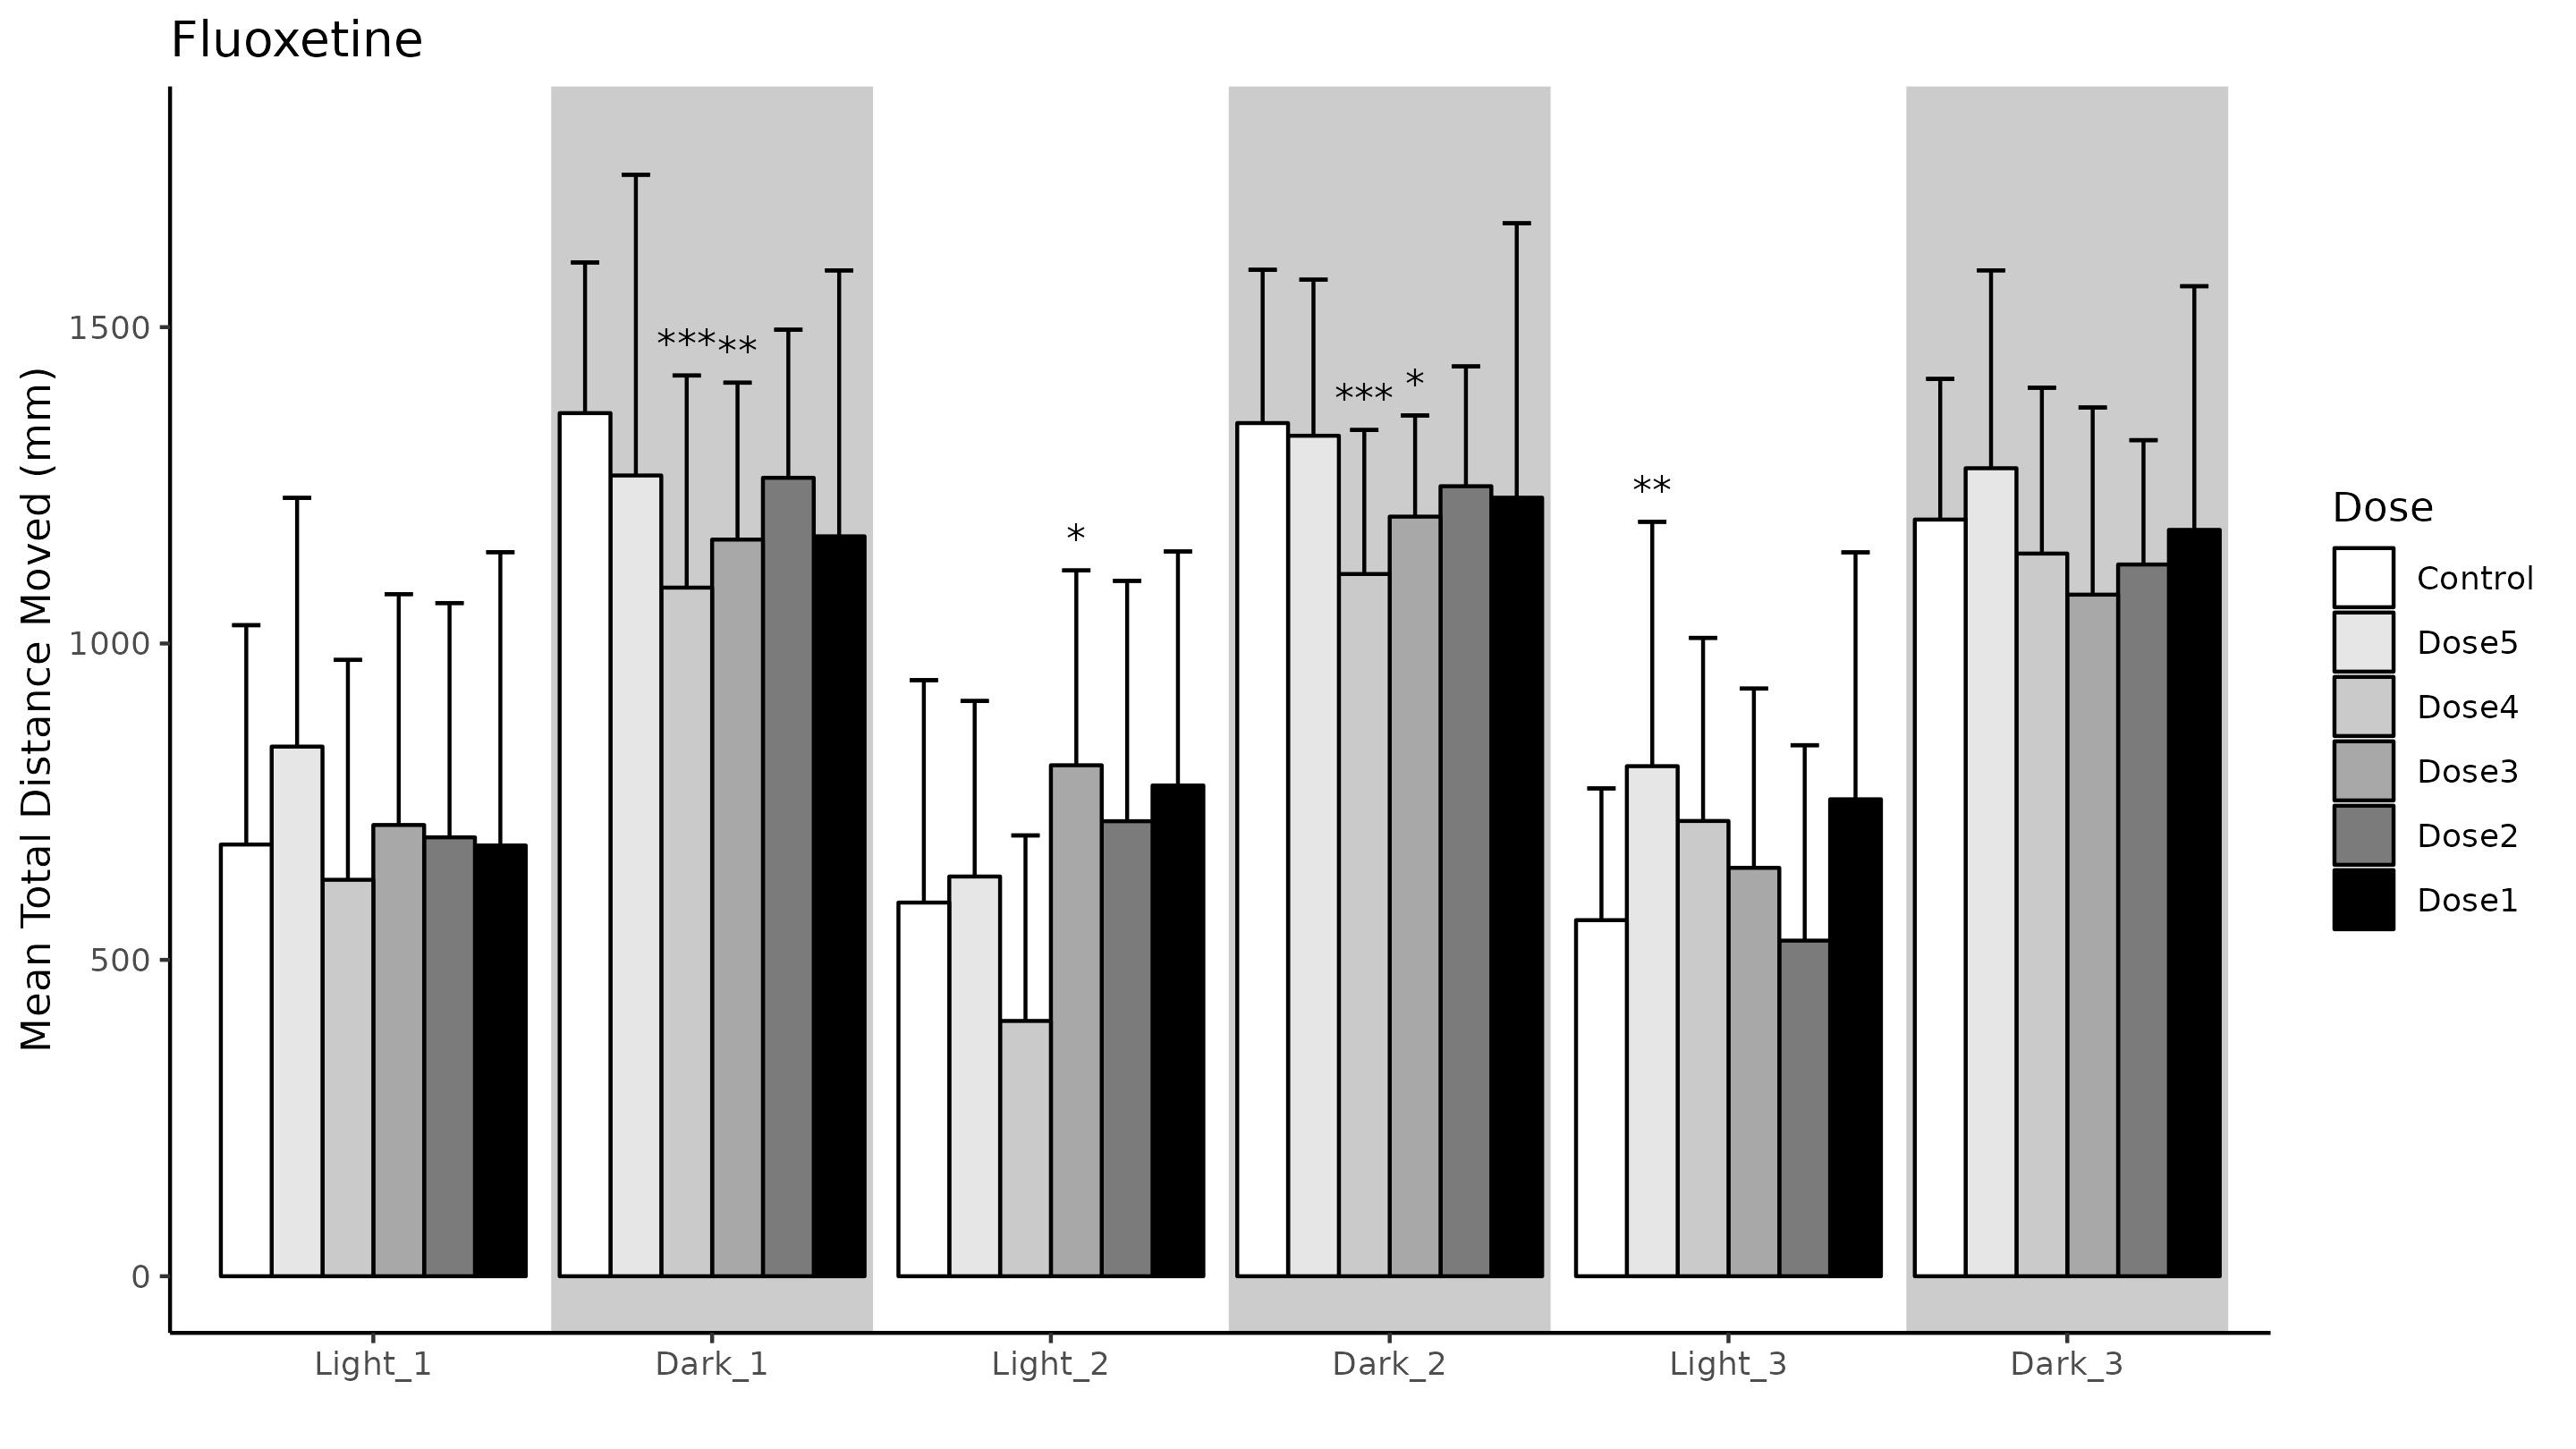 Fluoxetine
Mean Total Distance Moved (mm)
1500
1000
500
0
***
**
*
***
*
**
Light_1
Dark_1
Light_2
Dark_2
Light_3
Dark_3
Dose
Control
Dose5
Dose4
Dose3
Dose2
Dose1